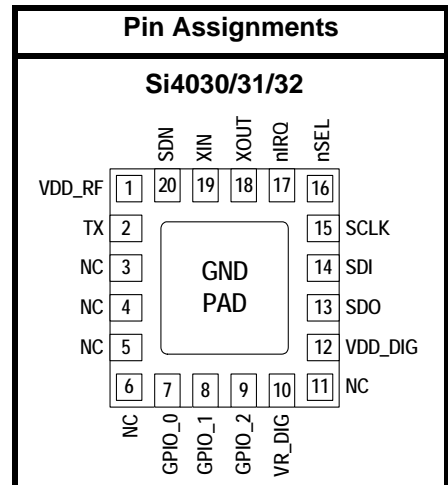 Pin Assignments
Si4030/31/32
SDN
XIN
XOUT
nIRQ
nSEL
20
19
18
17
16
VDD_RF 1
TX 2
NC 3
NC 4
NC 5
GND
PAD
15 SCLK
14 SDI
13 SDO
12 VDD_DIG
11 NC
6
7
8
9
10
NC
GPIO_0
GPIO_1
GPIO_2
VR_DIG